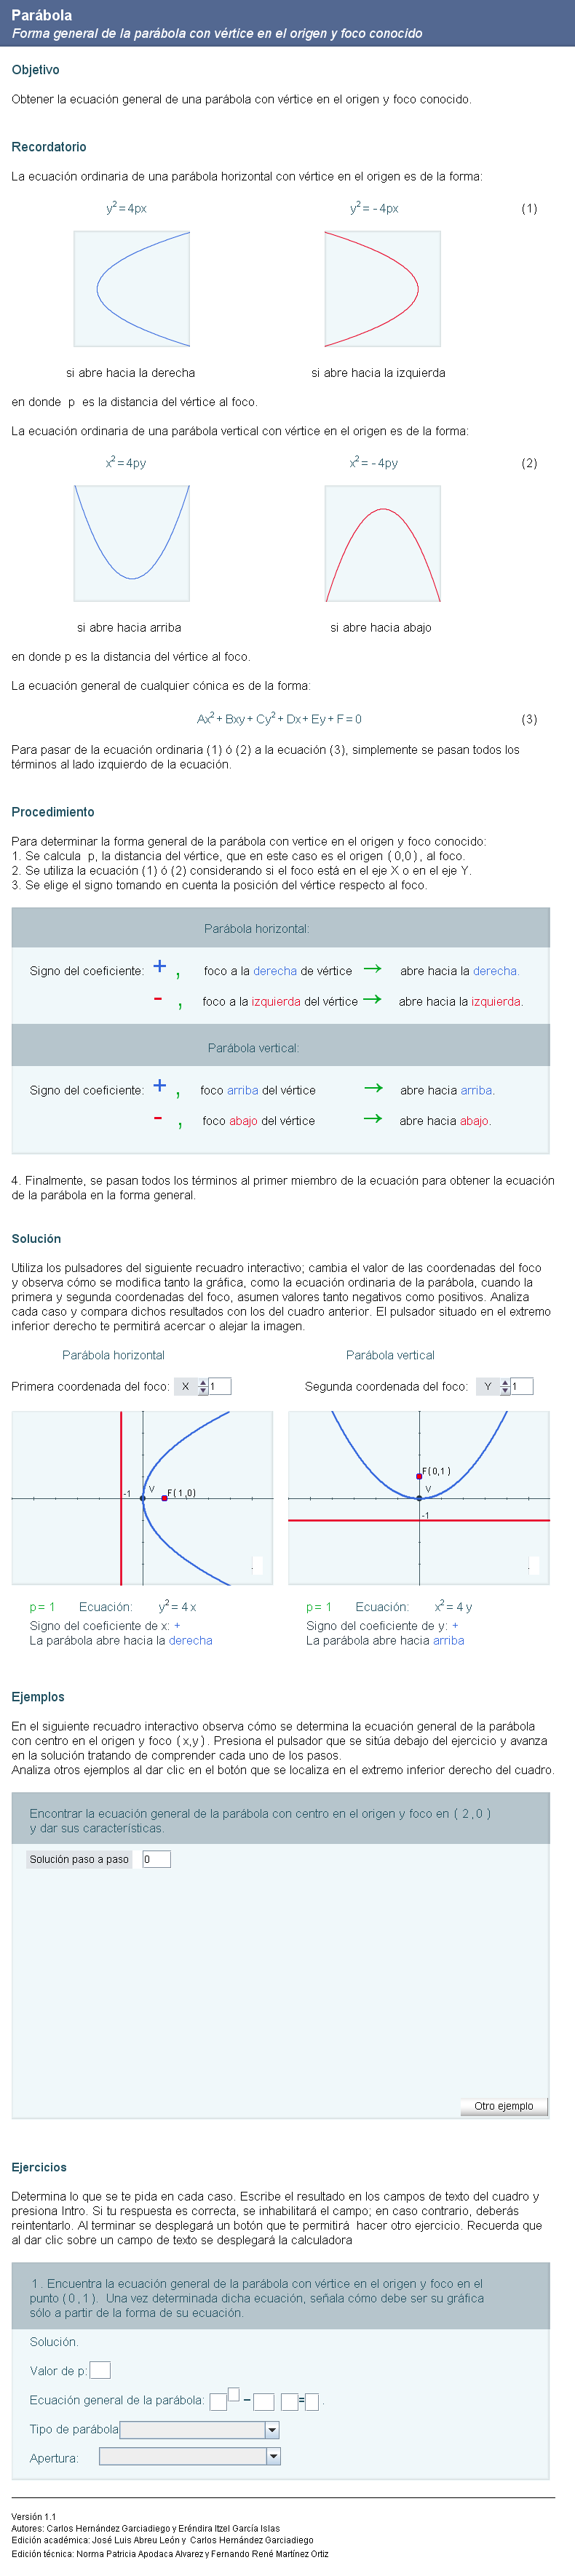 Parábola
Forma general de la parábola con vértice en el origen y foco conocido
Objetivo
Obtener la ecuación general de una parábola con vértice en el origen y foco conocido.
Recordatorio
La ecuación ordinaria de una parábola horizontal con vértice en el origen es de la forma:
y² = 4px y² = - 4px (1)
si abre hacia la derecha si abre hacia la izquierda
en donde p es la distancia del vértice al foco.
La ecuación ordinaria de una parábola vertical con vértice en el origen es de la forma:
x² = 4py x² = - 4py (2)
si abre hacia arriba si abre hacia abajo
en donde p es la distancia del vértice al foco.
La ecuación general de cualquier cónica es de la forma:
Ax² + Bxy + Cy² + Dx + Ey + F = 0 (3)
Para pasar de la ecuación ordinaria (1) ó (2) a la ecuación (3), simplemente se pasan todos los
términos al lado izquierdo de la ecuación.
Procedimiento
Para determinar la forma general de la parábola con vertice en el origen y foco conocido:
1. Se calcula p, la distancia del vértice, que en este caso es el origen (0,0), al foco.
2. Se utiliza la ecuación (1) ó (2) considerando si el foco está en el eje X o en el eje Y.
3. Se elige el signo tomando en cuenta la posición del vértice respecto al foco.
Parábola horizontal:
Signo del coeficiente: + , foco a la derecha de vértice → abre hacia la derecha.
- , foco a la izquierda del vértice → abre hacia la izquierda.
Parábola vertical:
Signo del coeficiente: + , foco arriba del vértice → abre hacia arriba.
- , foco abajo del vértice → abre hacia abajo.
4. Finalmente, se pasan todos los términos al primer miembro de la ecuación para obtener la ecuación
de la parábola en la forma general.
Solución
Utiliza los pulsadores del siguiente recuadro interactivo; cambia el valor de las coordenadas del foco
y observa cómo se modifica tanto la gráfica, como la ecuación ordinaria de la parábola, cuando la
primera y segunda coordenadas del foco, asumen valores tanto negativos como positivos. Analiza
cada caso y compara dichos resultados con los del cuadro anterior. El pulsador situado en el extremo
inferior derecho te permitirá acercar o alejar la imagen.
Parábola horizontal Parábola vertical
Primera coordenada del foco: X 1 Segunda coordenada del foco: Y 1
-1 V F(1,0)
F(0,1) V -1
p= 1 Ecuación: y² = 4 x p= 1 Ecuación: x² = 4 y
Signo del coeficiente de x: + Signo del coeficiente de y: +
La parábola abre hacia la derecha La parábola abre hacia arriba
Ejemplos
En el siguiente recuadro interactivo observa cómo se determina la ecuación general de la parábola
con centro en el origen y foco (x,y). Presiona el pulsador que se sitúa debajo del ejercicio y avanza
en la solución tratando de comprender cada uno de los pasos.
Analiza otros ejemplos al dar clic en el botón que se localiza en el extremo inferior derecho del cuadro.
Encontrar la ecuación general de la parábola con centro en el origen y foco en ( 2 , 0 )
y dar sus características.
Solución paso a paso 0
Otro ejemplo
Ejercicios
Determina lo que se te pida en cada caso. Escribe el resultado en los campos de texto del cuadro y
presiona Intro. Si tu respuesta es correcta, se inhabilitará el campo; en caso contrario, deberás
reintentarlo. Al terminar se desplegará un botón que te permitirá hacer otro ejercicio. Recuerda que
al dar clic sobre un campo de texto se desplegará la calculadora
1 . Encuentra la ecuación general de la parábola con vértice en el origen y foco en el
punto ( 0 , 1 ). Una vez determinada dicha ecuación, señala cómo debe ser su gráfica
sólo a partir de la forma de su ecuación.
Solución.
Valor de p:
Ecuación general de la parábola: - = .
Tipo de parábola
Apertura:
Versión 1.1
Autores: Carlos Hernández Garciadiego y Eréndira Itzel García Islas
Edición académica: José Luis Abreu León y Carlos Hernández Garciadiego
Edición técnica: Norma Patricia Apodaca Alvarez y Fernando René Martínez Ortiz